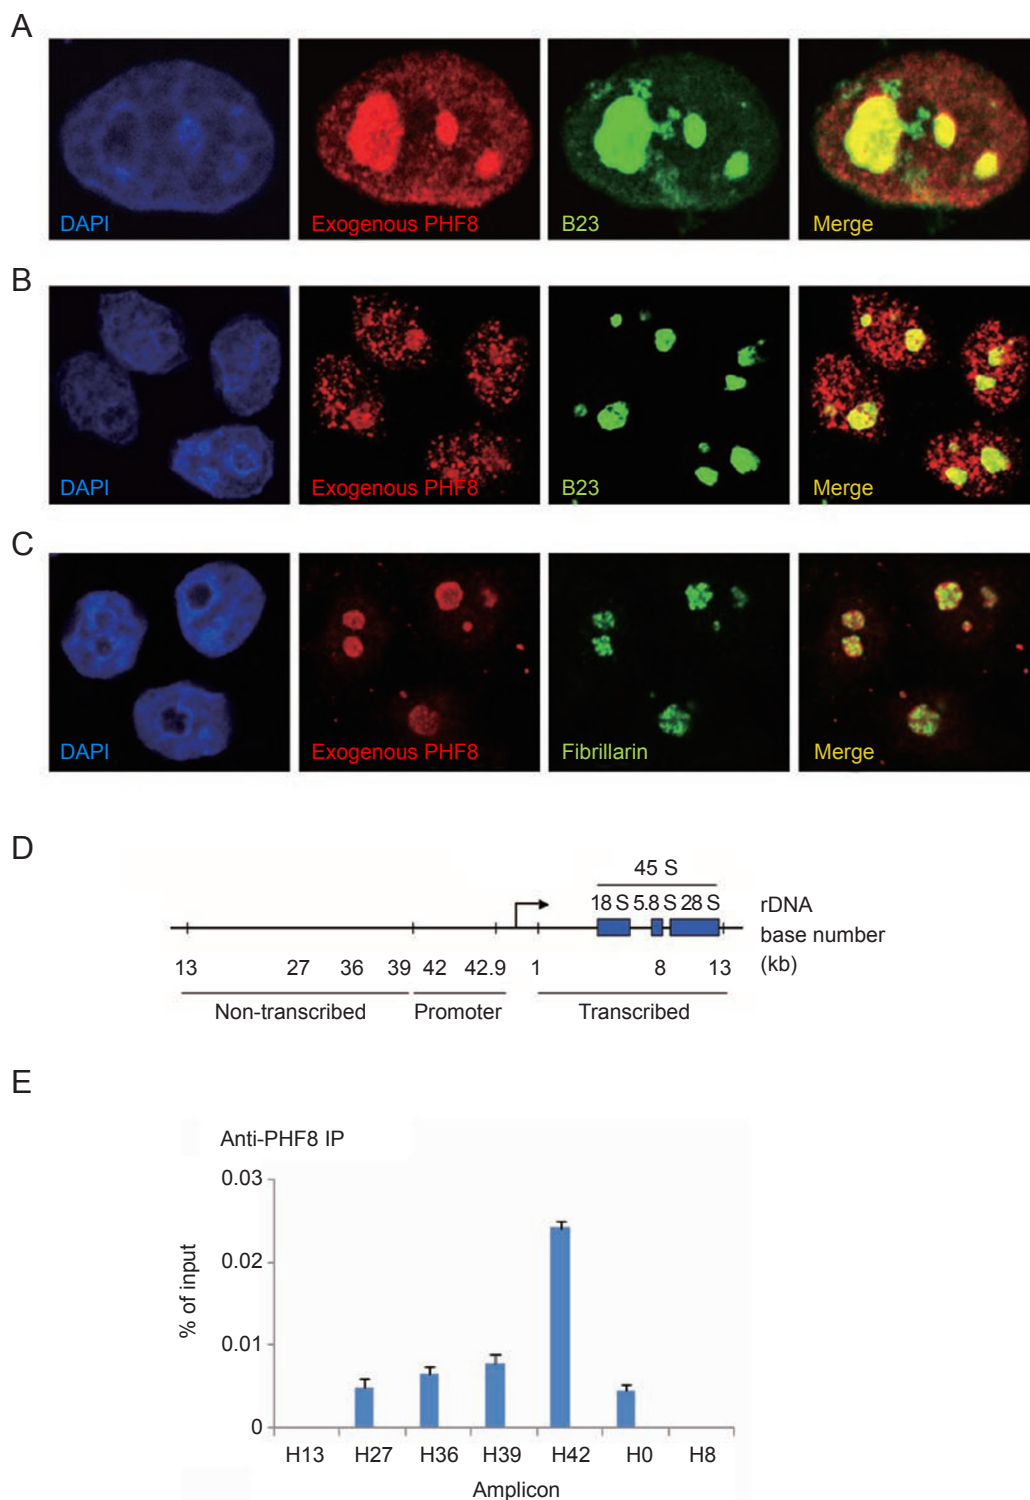 A
DAPI
Exogenous PHF8
B23
Merge
B
DAPI
Exogenous PHF8
B23
Merge
C
DAPI
Exogenous PHF8
Fibrillarin
Merge
D
45 S
18 S 5.8 S 28 S
rDNA
base number
(kb)
13 27 36 39 42 42.9 1 8 13
Non-transcribed Promoter Transcribed
E
Anti-PHF8 IP
0.03
0.02
0.01
0
% of input
H13 H27 H36 H39 H42 H0 H8
Amplicon